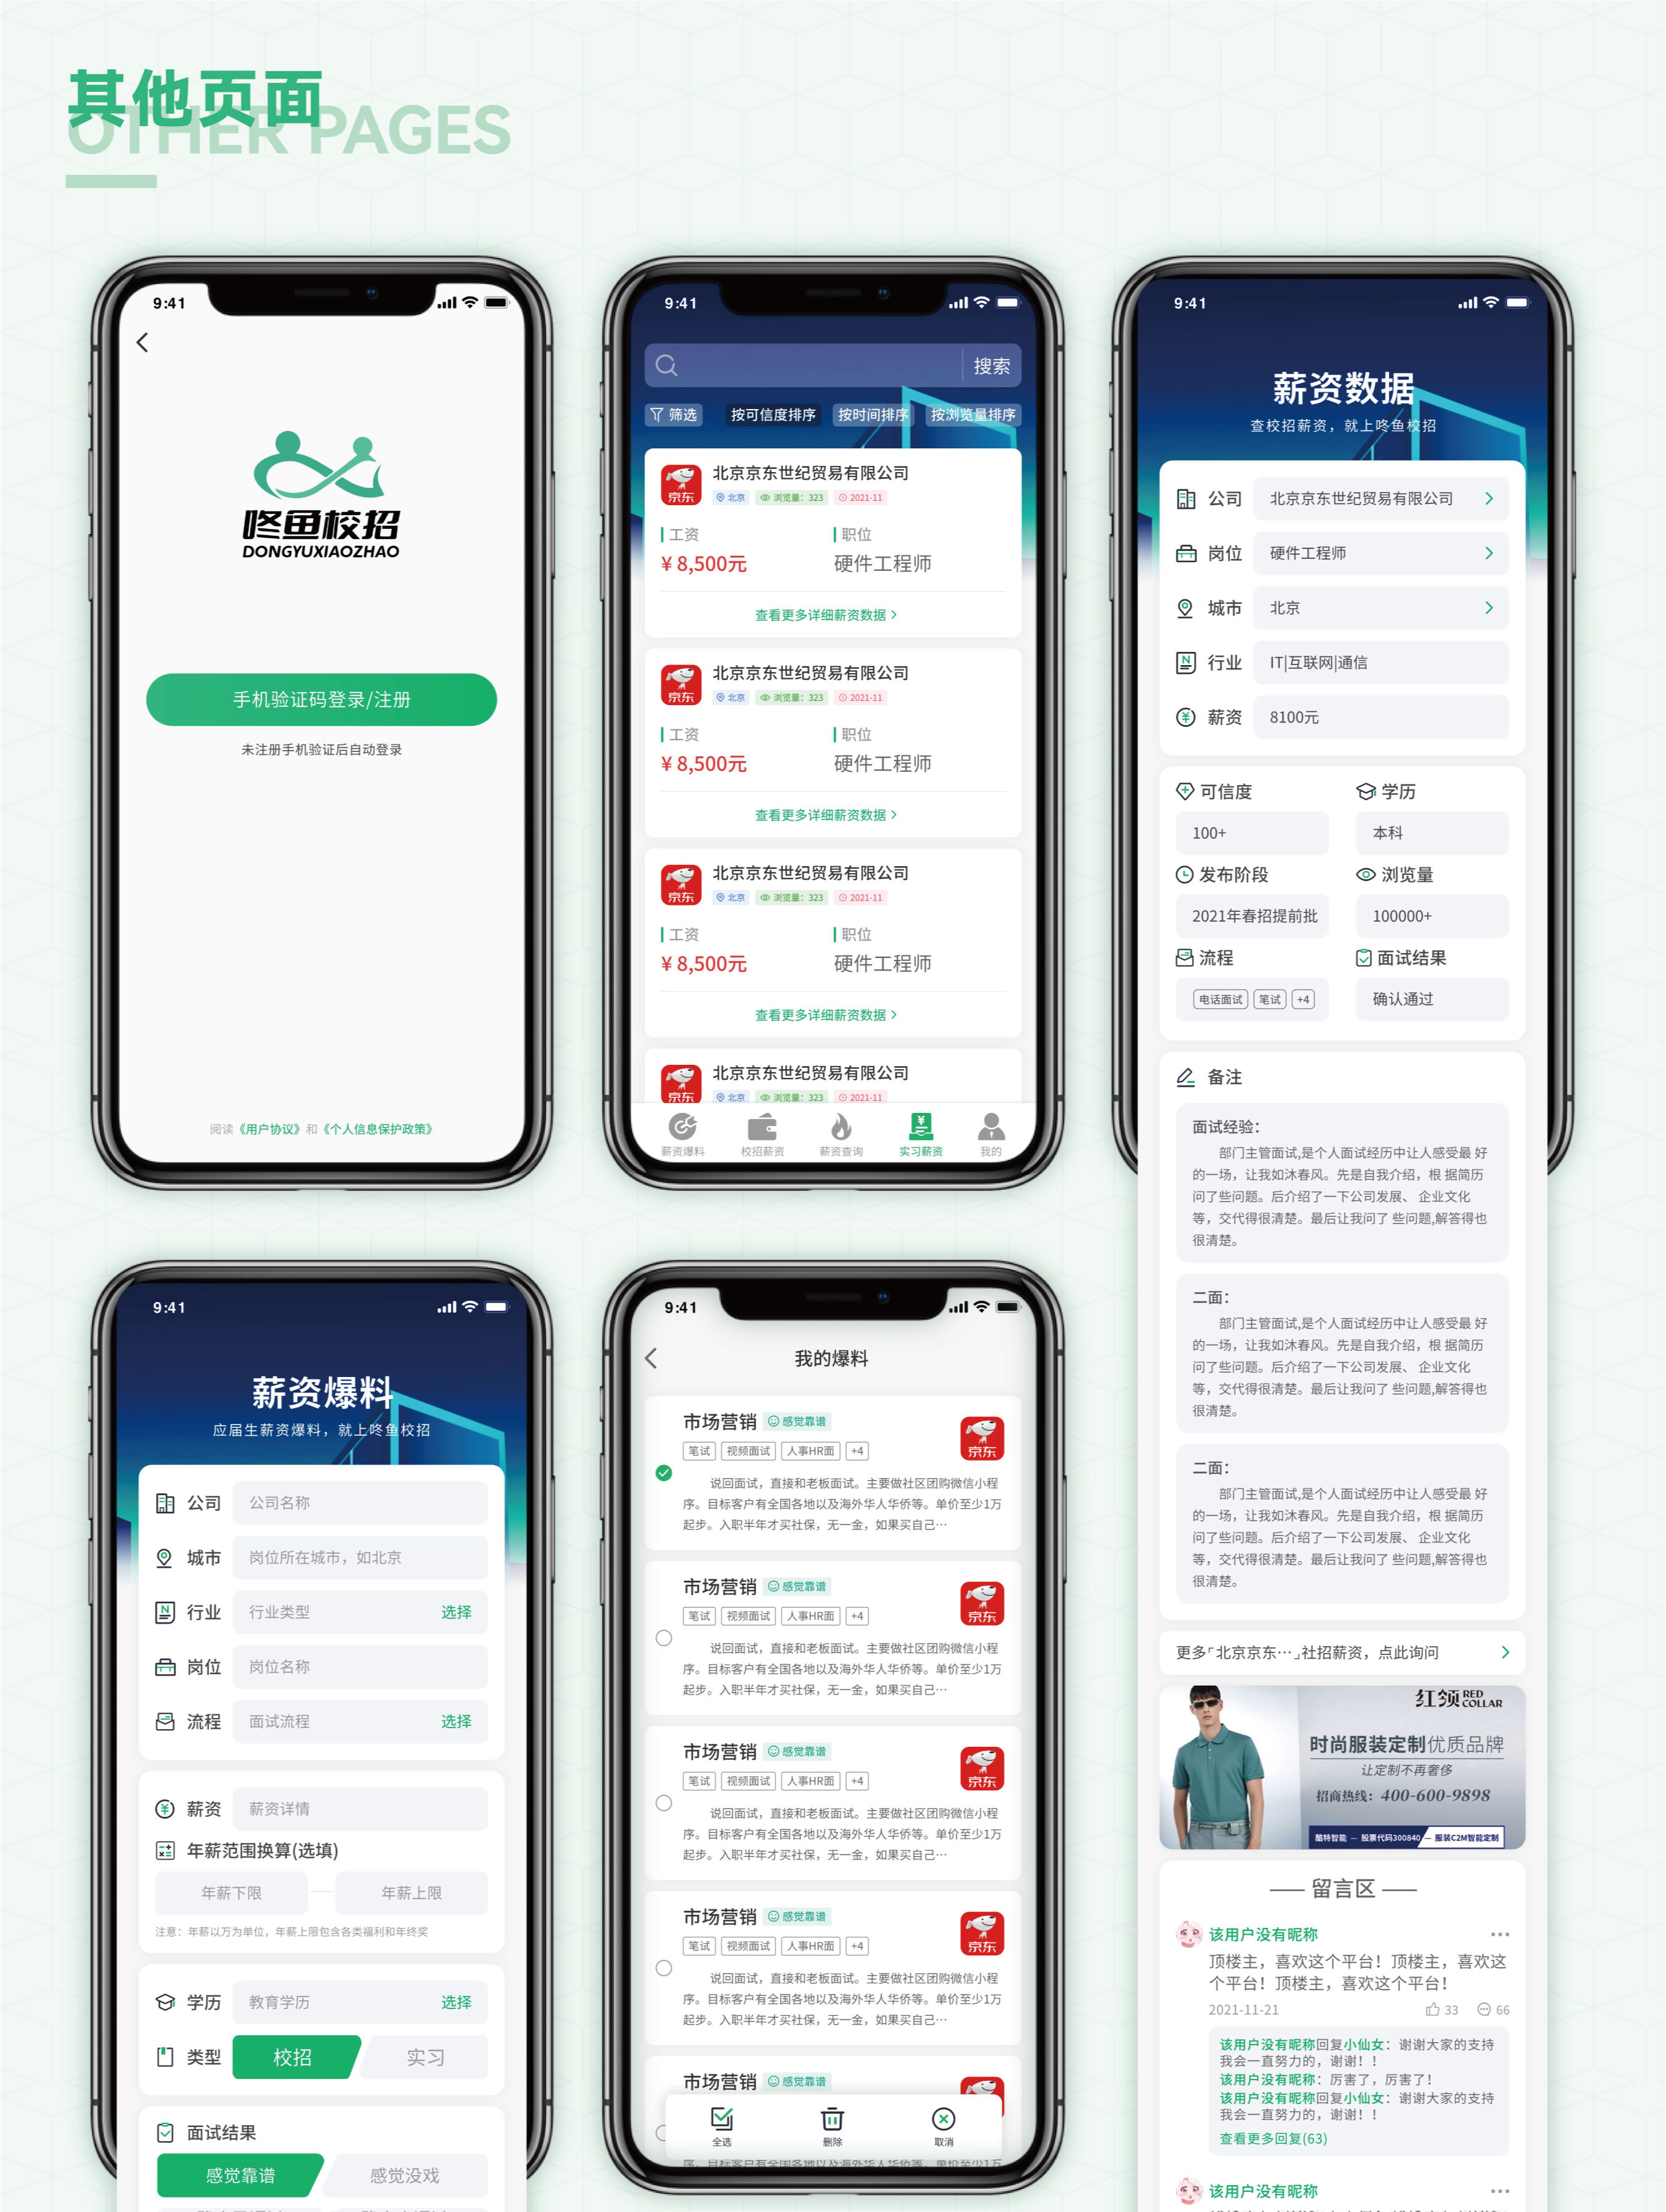 其他页面
OTHER PAGES
9:41
咚鱼校招
DONGYUXIAOZHAO
手机验证码登录/注册
未注册手机验证后自动登录
阅读《用户协议》和《个人信息保护政策》
9:41
搜索
筛选 按可信度排序 按时间排序 按浏览量排序
京东
北京京东世纪贸易有限公司
北京 浏览量：323 2021-11
工资 职位
¥ 8,500元 硬件工程师
查看更多详细薪资数据 >
京东
北京京东世纪贸易有限公司
北京 浏览量：323 2021-11
工资 职位
¥ 8,500元 硬件工程师
查看更多详细薪资数据 >
京东
北京京东世纪贸易有限公司
北京 浏览量：323 2021-11
工资 职位
¥ 8,500元 硬件工程师
查看更多详细薪资数据 >
京东
北京京东世纪贸易有限公司
北京 浏览量：323 2021-11
薪资爆料 校招薪资 薪资查询 实习薪资 我的
9:41
薪资数据
查校招薪资，就上咚鱼校招
公司 北京京东世纪贸易有限公司
岗位 硬件工程师
城市 北京
行业 IT|互联网|通信
薪资 8100元
可信度 学历
100+ 本科
发布阶段 浏览量
2021年春招提前批 100000+
流程 面试结果
电话面试 笔试 +4 确认通过
备注
面试经验：
部门主管面试,是个人面试经历中让人感受最 好
的一场，让我如沐春风。先是自我介绍，根 据简历
问了些问题。后介绍了一下公司发展、 企业文化
等，交代得很清楚。最后让我问了 些问题,解答得也
很清楚。
二面：
部门主管面试,是个人面试经历中让人感受最 好
的一场，让我如沐春风。先是自我介绍，根 据简历
问了些问题。后介绍了一下公司发展、 企业文化
等，交代得很清楚。最后让我问了 些问题,解答得也
很清楚。
二面：
部门主管面试,是个人面试经历中让人感受最 好
的一场，让我如沐春风。先是自我介绍，根 据简历
问了些问题。后介绍了一下公司发展、 企业文化
等，交代得很清楚。最后让我问了 些问题,解答得也
很清楚。
更多「北京京东…」社招薪资，点此询问
红领 RED COLLAR
时尚服装定制优质品牌
让定制不再奢侈
招商热线：400-600-9898
酷特智能 — 股票代码300840 — 服装C2M智能定制
留言区
该用户没有昵称
顶楼主，喜欢这个平台！顶楼主，喜欢这
个平台！顶楼主，喜欢这个平台！
2021-11-21 33 66
该用户没有昵称回复小仙女：谢谢大家的支持
我会一直努力的，谢谢！！
该用户没有昵称：厉害了，厉害了！
该用户没有昵称回复小仙女：谢谢大家的支持
我会一直努力的，谢谢！！
查看更多回复(63)
该用户没有昵称
9:41
薪资爆料
应届生薪资爆料，就上咚鱼校招
公司 公司名称
城市 岗位所在城市，如北京
行业 行业类型 选择
岗位 岗位名称
流程 面试流程 选择
薪资 薪资详情
年薪范围换算(选填)
年薪下限 — 年薪上限
注意：年薪以万为单位，年薪上限包含各类福利和年终奖
学历 教育学历 选择
类型 校招 实习
面试结果
感觉靠谱 感觉没戏
9:41
我的爆料
市场营销 感觉靠谱
笔试 视频面试 人事HR面 +4
京东
说回面试，直接和老板面试。主要做社区团购微信小程
序。目标客户有全国各地以及海外华人华侨等。单价至少1万
起步。入职半年才买社保，无一金，如果买自己…
市场营销 感觉靠谱
笔试 视频面试 人事HR面 +4
京东
说回面试，直接和老板面试。主要做社区团购微信小程
序。目标客户有全国各地以及海外华人华侨等。单价至少1万
起步。入职半年才买社保，无一金，如果买自己…
市场营销 感觉靠谱
笔试 视频面试 人事HR面 +4
京东
说回面试，直接和老板面试。主要做社区团购微信小程
序。目标客户有全国各地以及海外华人华侨等。单价至少1万
起步。入职半年才买社保，无一金，如果买自己…
市场营销 感觉靠谱
笔试 视频面试 人事HR面 +4
京东
说回面试，直接和老板面试。主要做社区团购微信小程
序。目标客户有全国各地以及海外华人华侨等。单价至少1万
起步。入职半年才买社保，无一金，如果买自己…
市场营销 感觉靠谱
全选 删除 取消
序。目标客户有全国各地以及海外华人华侨等。单价至少1万